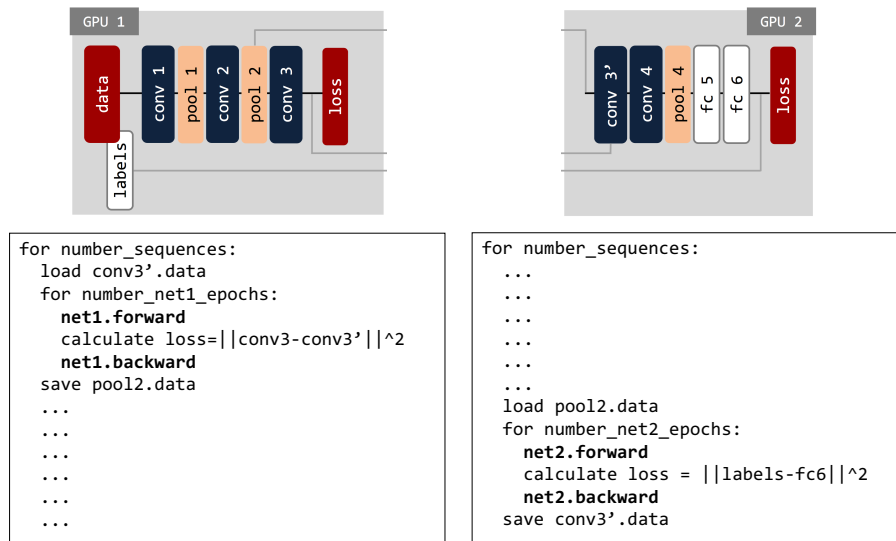 GPU 1
data
labels
conv 1
pool 1
conv 2
pool 2
conv 3
loss
GPU 2
conv 3’
conv 4
pool 4
fc 5
fc 6
loss
for number_sequences:
load conv3’.data
for number_net1_epochs:
net1.forward
calculate loss=||conv3-conv3’||^2
net1.backward
save pool2.data
...
...
...
...
...
...
for number_sequences:
...
...
...
...
...
...
load pool2.data
for number_net2_epochs:
net2.forward
calculate loss = ||labels-fc6||^2
net2.backward
save conv3’.data